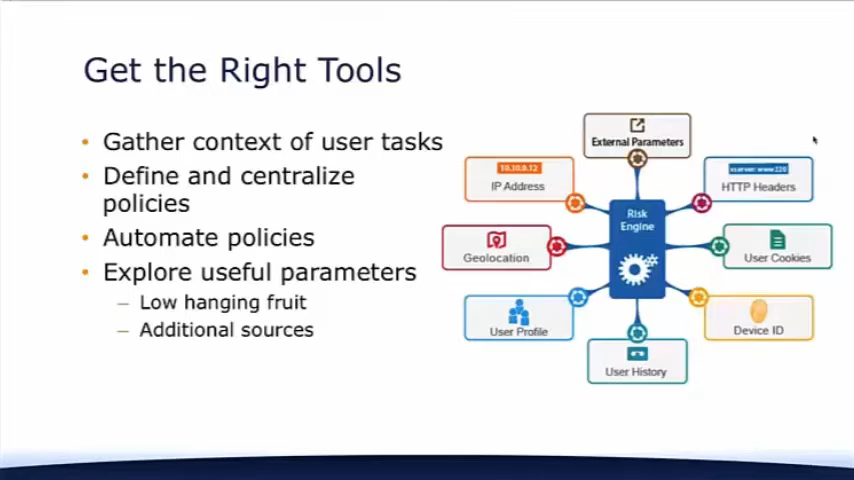 Get the Right Tools
• Gather context of user tasks
• Define and centralize
policies
• Automate policies
• Explore useful parameters
– Low hanging fruit
– Additional sources
External Parameters
IP Address
HTTP Headers
Risk
Engine
Geolocation
User Cookies
User Profile
Device ID
User History